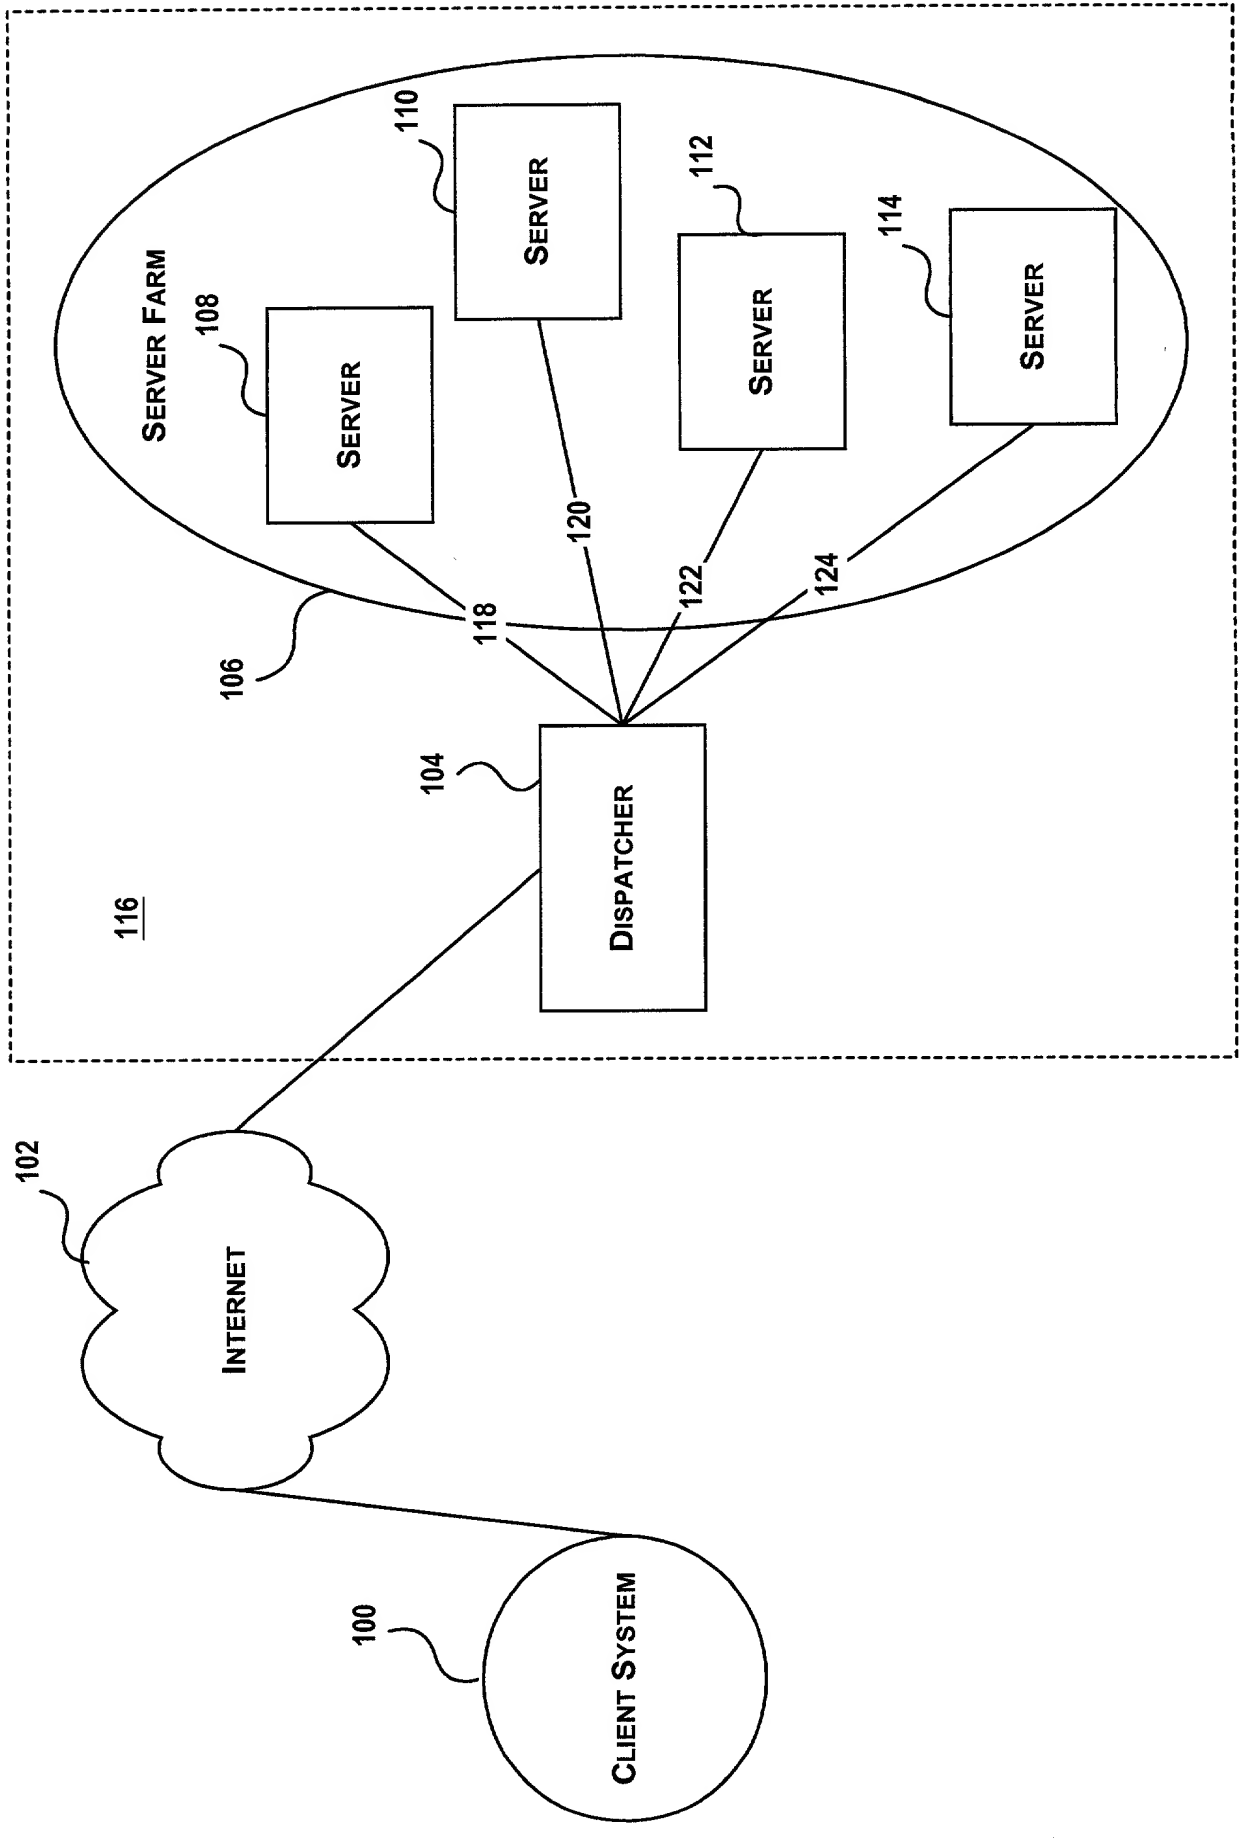 SERVER FARM
106
108
SERVER
110
SERVER
112
SERVER
114
SERVER
118
120
122
124
104
DISPATCHER
116
102
INTERNET
100
CLIENT SYSTEM